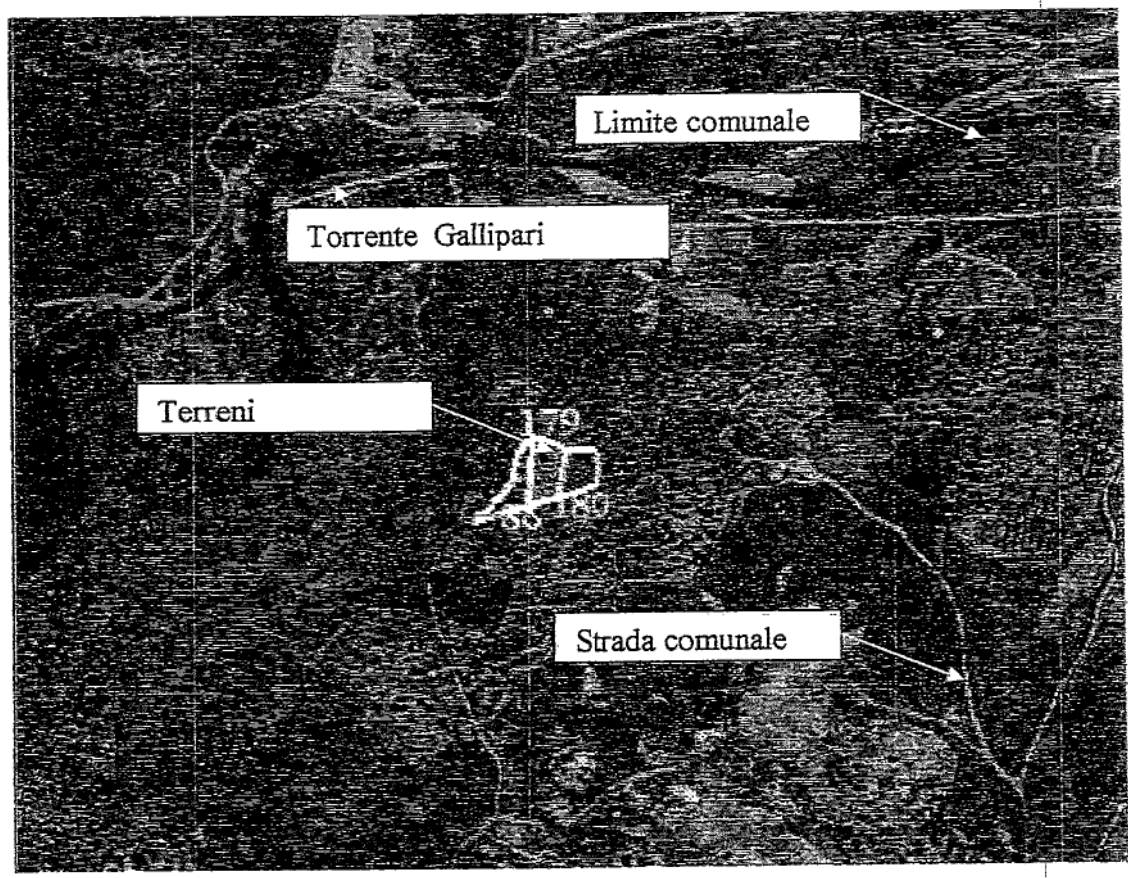 Limite comunale
Torrente Gallipari
Terreni
179
180
Strada comunale